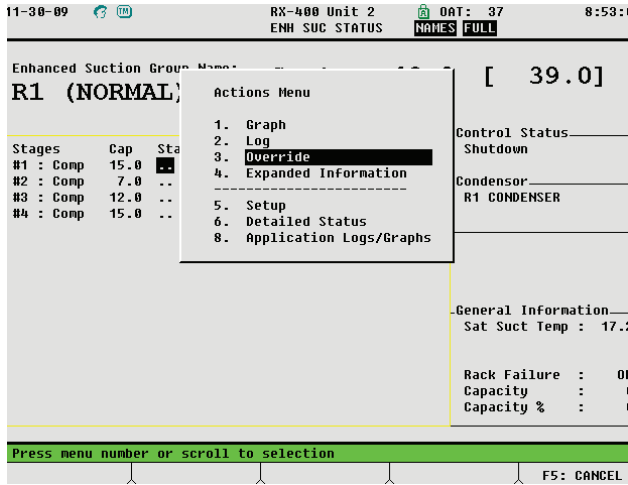 11-30-09 RX-400 Unit 2 OAT: 37
ENH SUC STATUS NAMES FULL
Enhanced Suction Group Name:
R1 (NORMAL) [ 39.0]
Actions Menu
1. Graph
2. Log
3. Override
4. Expanded Information
5. Setup
6. Detailed Status
8. Application Logs/Graphs
Stages Cap
#1 : Comp 15.0 ..
#2 : Comp 7.0 ..
#3 : Comp 12.0 ..
#4 : Comp 15.0 ..
Control Status
Shutdown
Condensor
R1 CONDENSER
General Information
Sat Suct Temp :
Rack Failure :
Capacity :
Capacity % :
Press menu number or scroll to selection
F5: CANCEL